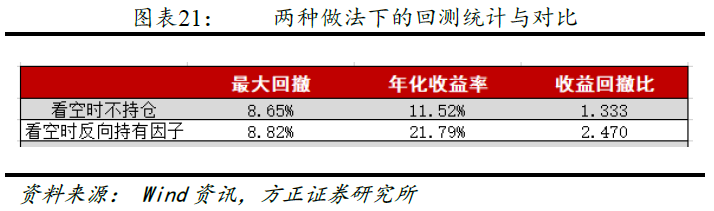 图表21： 两种做法下的回测统计与对比
最大回撤 年化收益率 收益回撤比
看空时不持仓 8.65% 11.52% 1.333
看空时反向持有因子 8.82% 21.79% 2.470
资料来源： Wind资讯，方正证券研究所